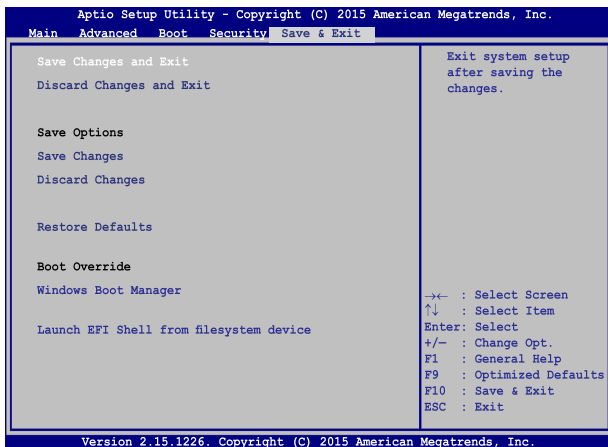 Aptio Setup Utility - Copyright (C) 2015 American Megatrends, Inc.
Main Advanced Boot Security Save & Exit
Save Changes and Exit
Discard Changes and Exit
Save Options
Save Changes
Discard Changes
Restore Defaults
Boot Override
Windows Boot Manager
Launch EFI Shell from filesystem device
Exit system setup
after saving the
changes.
→← : Select Screen
↑↓ : Select Item
Enter: Select
+/— : Change Opt.
F1 : General Help
F9 : Optimized Defaults
F10 : Save & Exit
ESC : Exit
Version 2.15.1226. Copyright (C) 2015 American Megatrends, Inc.